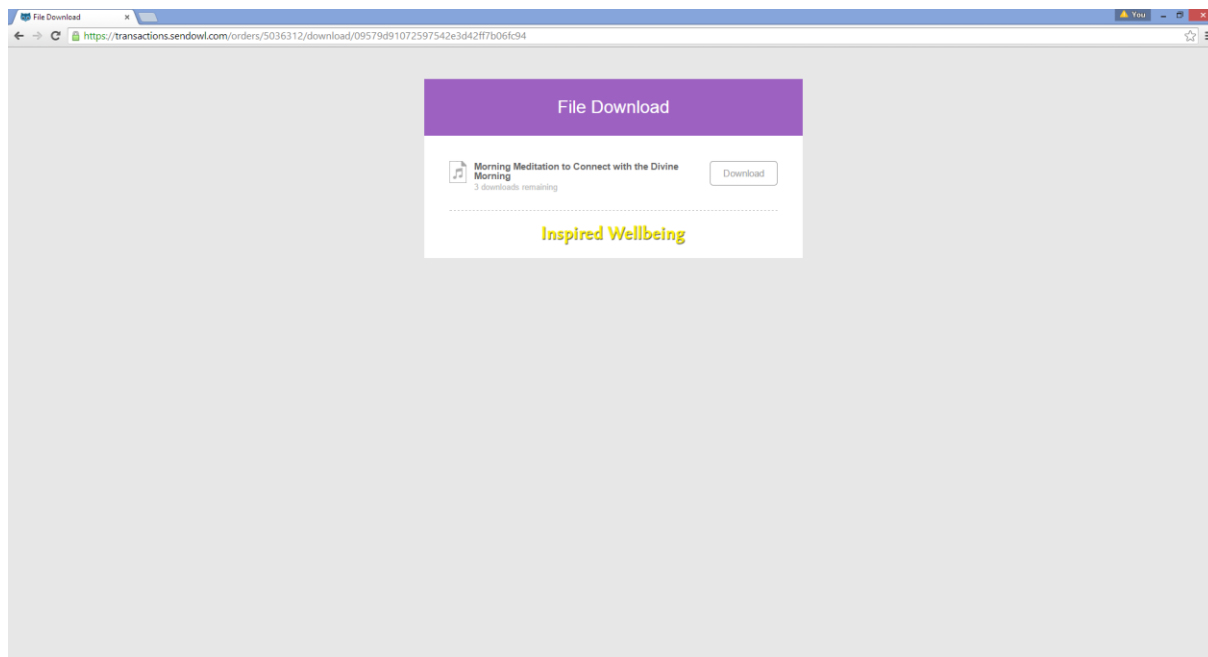 File Download
You
https://transactions.sendowl.com/orders/5036312/download/09579d91072597542e3d42ff7b06fc94
File Download
Morning Meditation to Connect with the Divine
Morning
3 downloads remaining
Download
Inspired Wellbeing